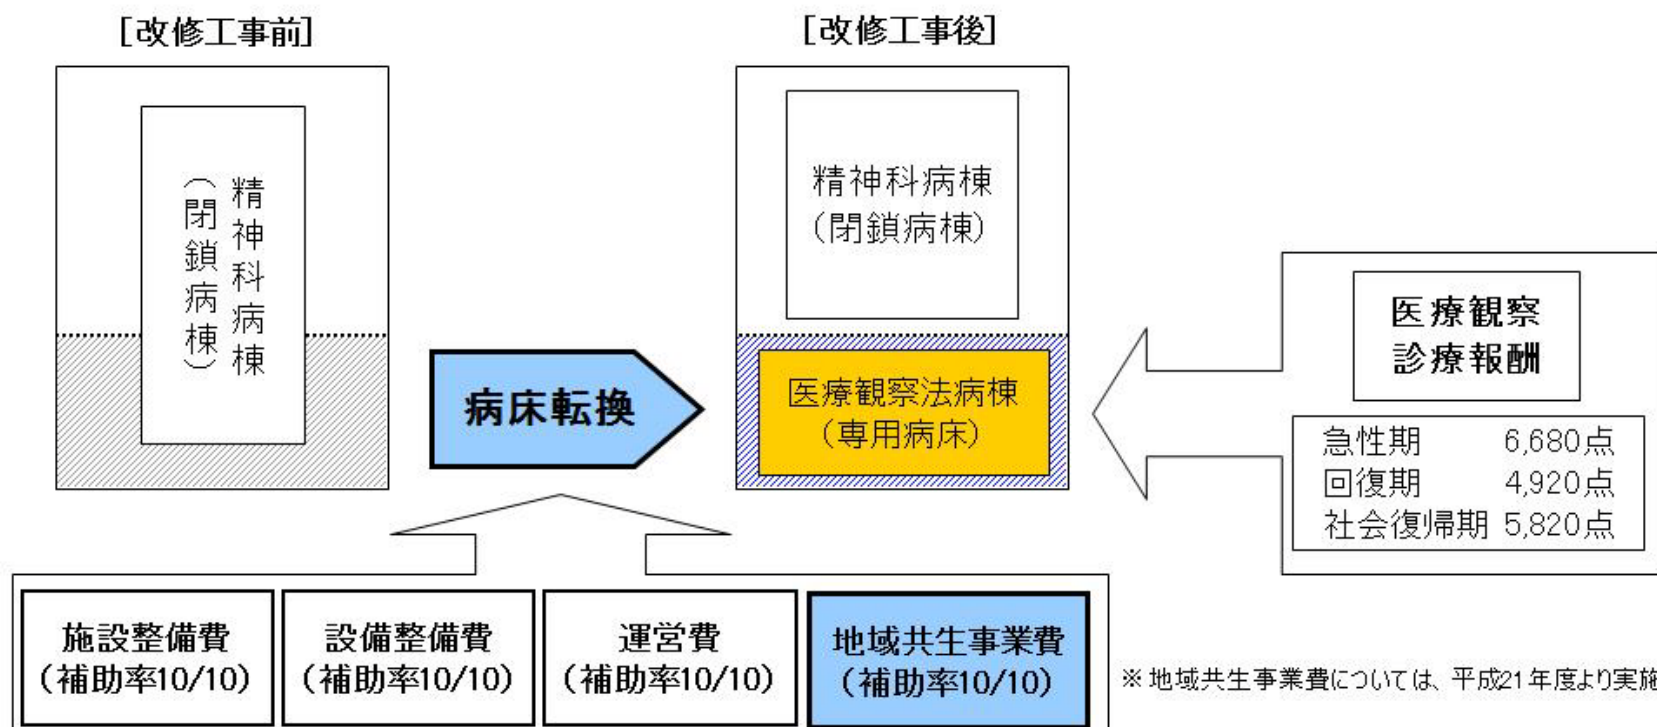 [改修工事前]
[改修工事後]
精神科病棟
（閉鎖病棟）
病床転換
精神科病棟
(閉鎖病棟)
医療観察法病棟
(専用病床)
医療観察
診療報酬
急性期 6,680点
回復期 4,920点
社会復帰期 5,820点
施設整備費
(補助率10/10)
設備整備費
(補助率10/10)
運営費
(補助率10/10)
地域共生事業費
(補助率10/10)
※地域共生事業費については、平成21年度より実施